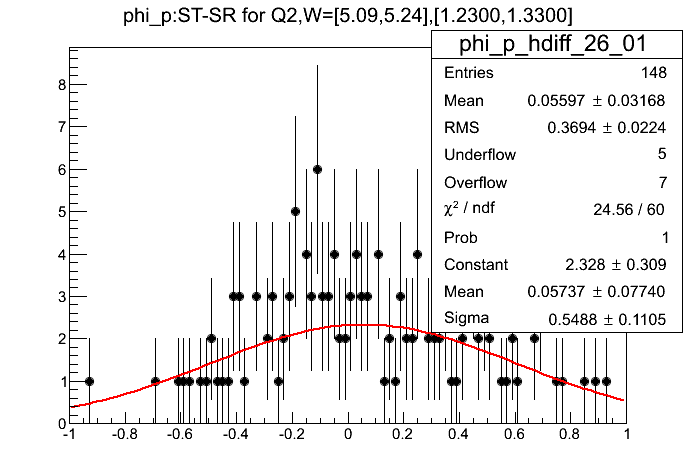 phi_p:ST-SR for Q2,W=[5.09,5.24],[1.2300,1.3300]
phi_p_hdiff_26_01
Entries 148
Mean 0.05597 ± 0.03168
RMS 0.3694 ± 0.0224
Underflow 5
Overflow 7
χ² / ndf 24.56 / 60
Prob 1
Constant 2.328 ± 0.309
Mean 0.05737 ± 0.07740
Sigma 0.5488 ± 0.1105
8
7
6
5
4
3
2
1
0
-1 -0.8 -0.6 -0.4 -0.2 0 0.2 0.4 0.6 0.8 1